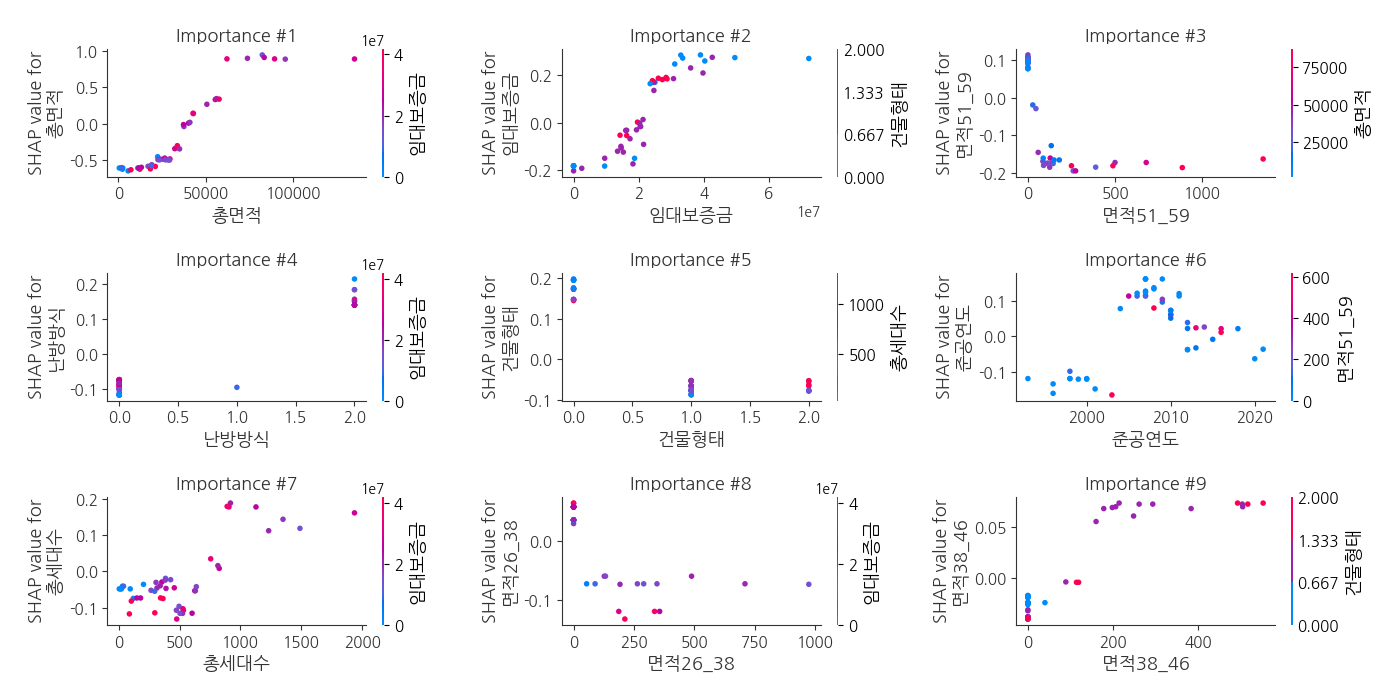 Importance #1
SHAP value for
총면적
1.0
0.5
0.0
-0.5
0
50000
100000
총면적
1e7
4
2
0
임대보증금
Importance #2
SHAP value for
임대보증금
0.2
0.0
-0.2
0
2
4
6
1e7
임대보증금
2.000
1.333
0.667
0.000
건물형태
Importance #3
SHAP value for
면적51_59
0.1
0.0
-0.1
-0.2
0
500
1000
면적51_59
75000
50000
25000
총면적
Importance #4
SHAP value for
난방방식
0.2
0.1
0.0
-0.1
0.0
0.5
1.0
1.5
2.0
난방방식
1e7
4
2
0
임대보증금
Importance #5
SHAP value for
건물형태
0.2
0.1
0.0
-0.1
0.0
0.5
1.0
1.5
2.0
건물형태
1000
500
총세대수
Importance #6
SHAP value for
준공연도
0.1
0.0
-0.1
2000
2010
2020
준공연도
600
400
200
0
면적51_59
Importance #7
SHAP value for
총세대수
0.2
0.1
0.0
-0.1
0
500
1000
1500
2000
총세대수
1e7
4
2
0
임대보증금
Importance #8
SHAP value for
면적26_38
0.0
-0.1
0
250
500
750
1000
면적26_38
1e7
4
2
0
임대보증금
Importance #9
SHAP value for
면적38_46
0.05
0.00
0
200
400
면적38_46
2.000
1.333
0.667
0.000
건물형태